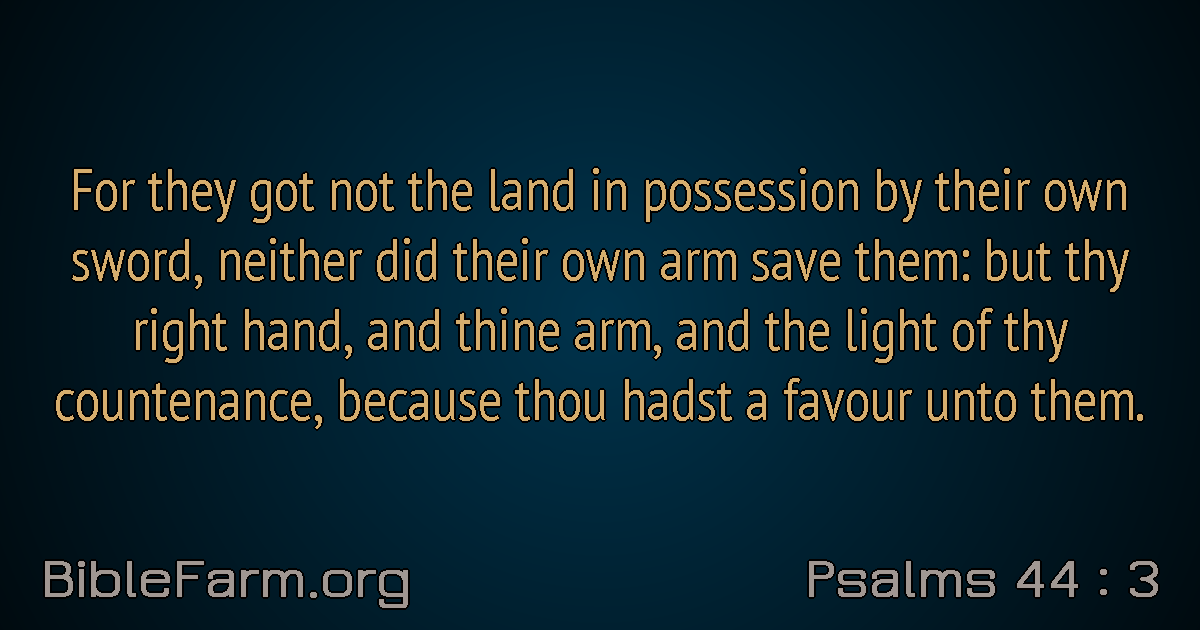 For they got not the land in possession by their own
sword, neither did their own arm save them: but thy
right hand, and thine arm, and the light of thy
countenance, because thou hadst a favour unto them.
BibleFarm.org
Psalms 44 : 3